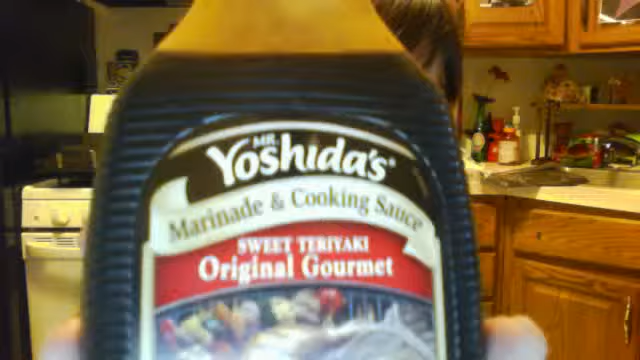 MR.
Yoshida's®
Marinade & Cooking Sauce
SWEET TERIYAKI
Original Gourmet